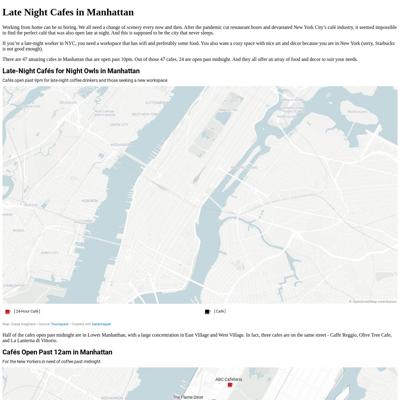 Late Night Cafes in Manhattan
Working from home can be so boring. We all need a change of scenery every now and then. After the pandemic cut restaurant hours and devastated New York City's café industry, it seemed impossible
to find the perfect café that was also open late at night. And this is supposed to be the city that never sleeps.
If you're a late-night worker in NYC, you need a workspace that has wifi and preferably some food. You also want a cozy space with nice art and décor because you are in New York (sorry, Starbucks
is not good enough).
There are 47 amazing cafes in Manhattan that are open past 10pm. Out of those 47 cafes, 24 are open past midnight. And they all offer an array of food and decor to suit your needs.
Late-Night Cafés for Night Owls in Manhattan
Cafés open past 9pm for late-night coffee drinkers and those seeking a new workspace
[ 24-Hour Café ]
[ Café ]
Half of the cafes open past midnight are in Lower Manhatthan, with a large concentration in East Village and West Village. In fact, three cafes are on the same street - Caffe Reggio, Olive Tree Cafe,
and La Lanterna di Vittorio.
Cafés Open Past 12am in Manhattan
For the New Yorkers in need of coffee past midnight
ABC Cafeteria
The Flame Diner